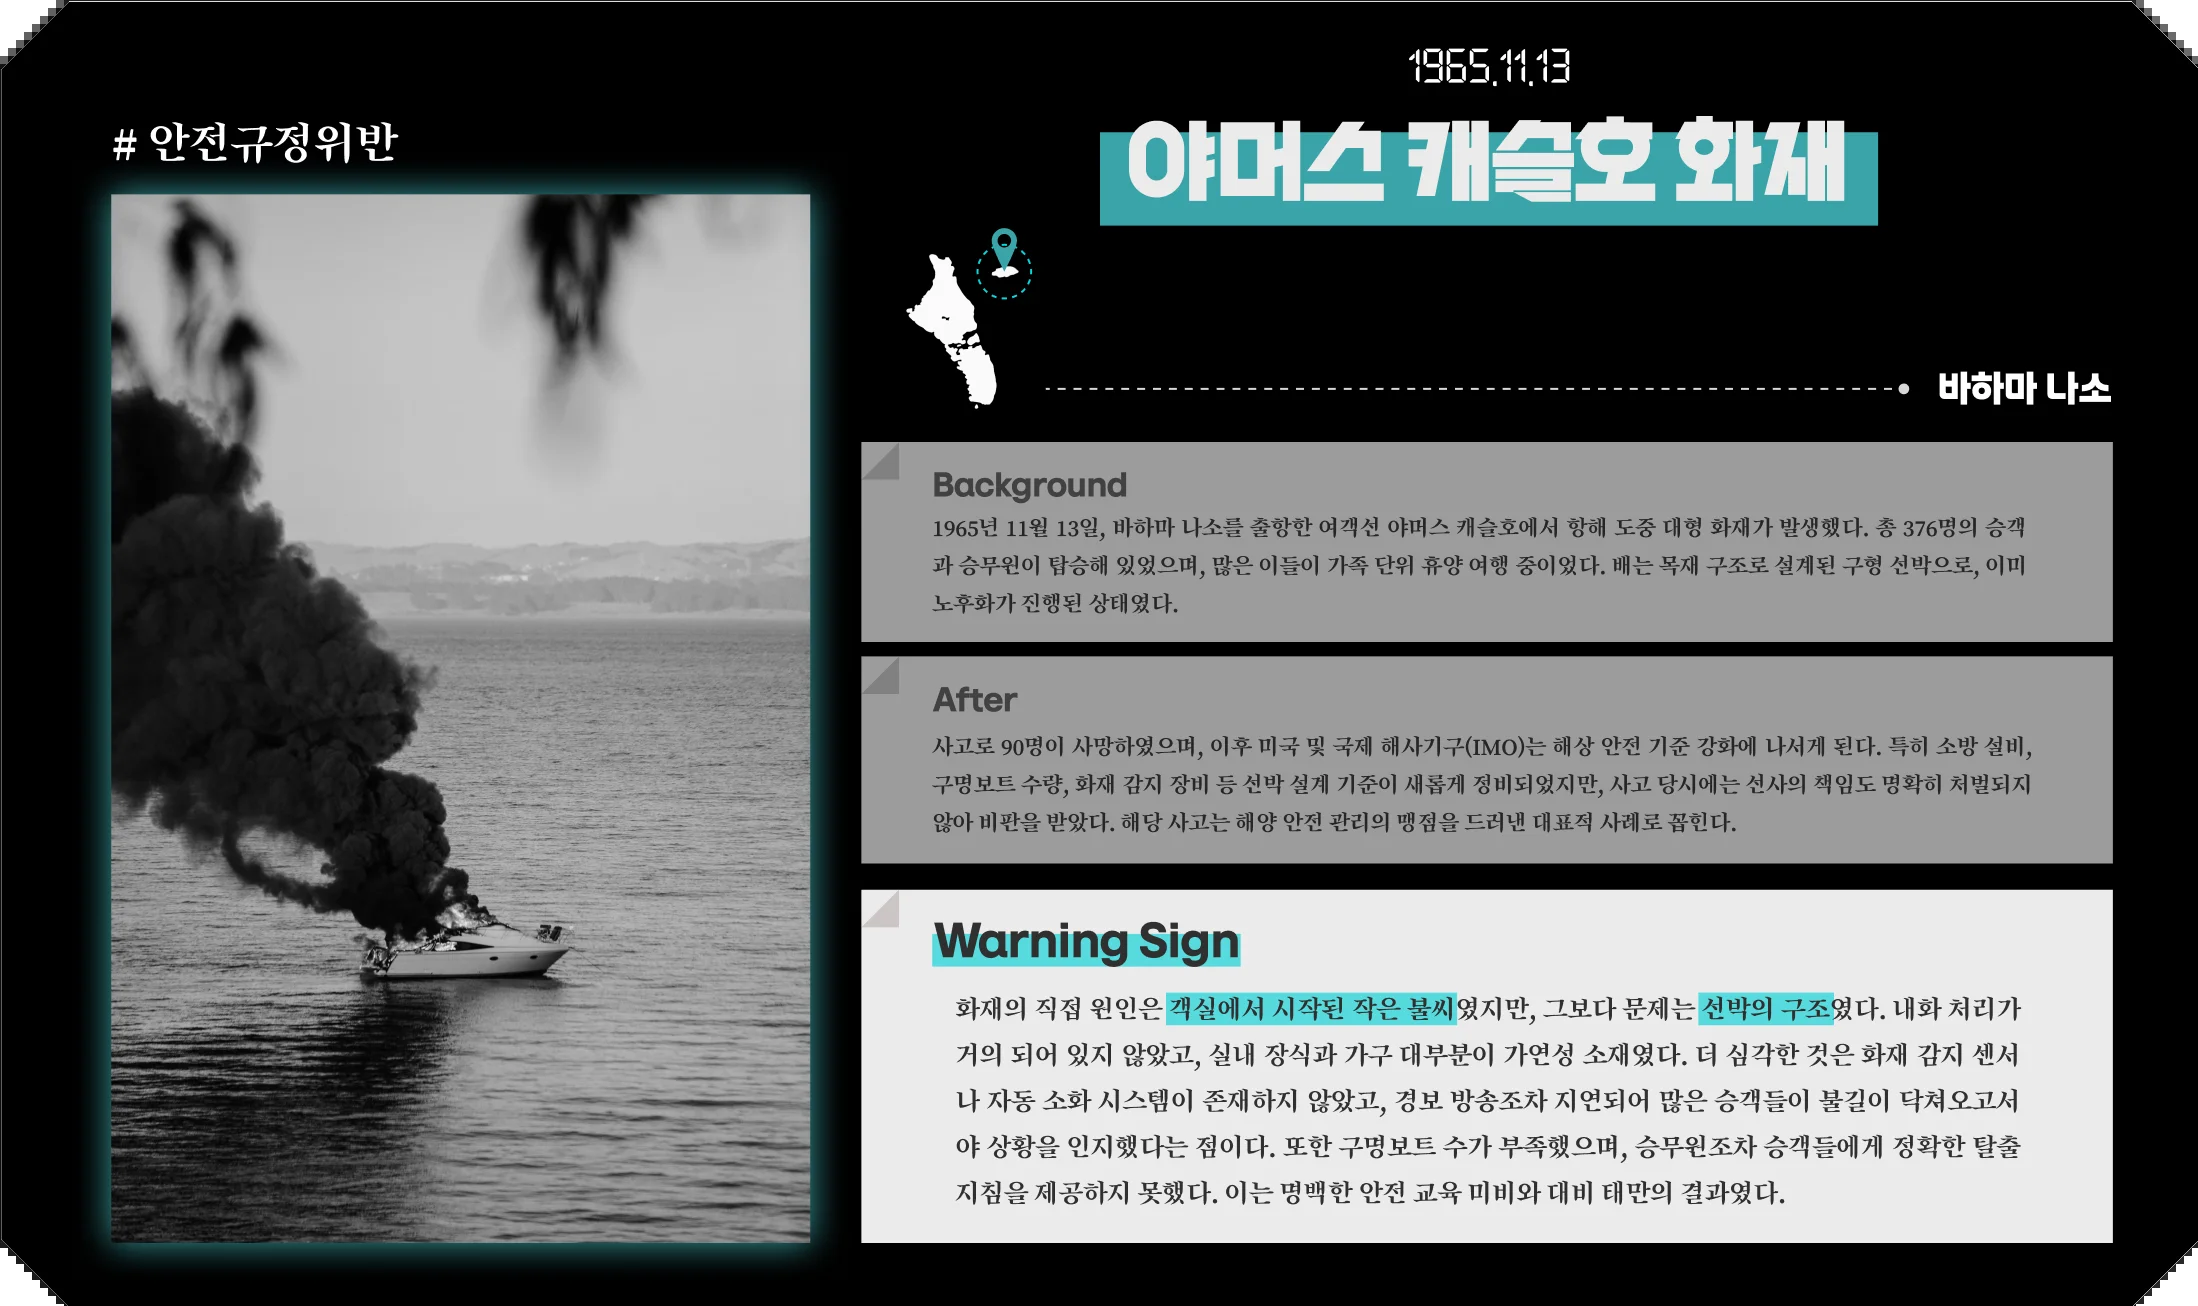 1965.11.13
# 안전규정위반
야머스 캐슬호 화재
바하마 나소
Background
1965년 11월 13일, 바하마 나소를 출항한 여객선 야머스 캐슬호에서 항해 도중 대형 화재가 발생했다. 총 376명의 승객
과 승무원이 탑승해 있었으며, 많은 이들이 가족 단위 휴양 여행 중이었다. 배는 목재 구조로 설계된 구형 선박으로, 이미
노후화가 진행된 상태였다.
After
사고로 90명이 사망하였으며, 이후 미국 및 국제 해사기구(IMO)는 해상 안전 기준 강화에 나서게 된다. 특히 소방 설비,
구명보트 수량, 화재 감지 장비 등 선박 설계 기준이 새롭게 정비되었지만, 사고 당시에는 선사의 책임도 명확히 처벌되지
않아 비판을 받았다. 해당 사고는 해양 안전 관리의 맹점을 드러낸 대표적 사례로 꼽힌다.
Warning Sign
화재의 직접 원인은 객실에서 시작된 작은 불씨였지만, 그보다 문제는 선박의 구조였다. 내화 처리가
거의 되어 있지 않았고, 실내 장식과 가구 대부분이 가연성 소재였다. 더 심각한 것은 화재 감지 센서
나 자동 소화 시스템이 존재하지 않았고, 경보 방송조차 지연되어 많은 승객들이 불길이 닥쳐오고서
야 상황을 인지했다는 점이다. 또한 구명보트 수가 부족했으며, 승무원조차 승객들에게 정확한 탈출
지침을 제공하지 못했다. 이는 명백한 안전 교육 미비와 대비 태만의 결과였다.